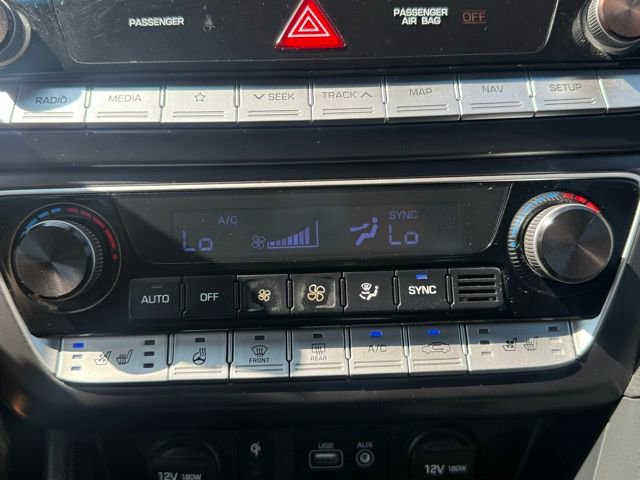 PASSENGER
PASSENGER
AIR BAG OFF
RADIO MEDIA SEEK TRACK MAP NAV SETUP
A/C SYNC
Lo Lo
AUTO OFF SYNC
FRONT REAR A/C
USB AUX
12V 180W 12V 180W